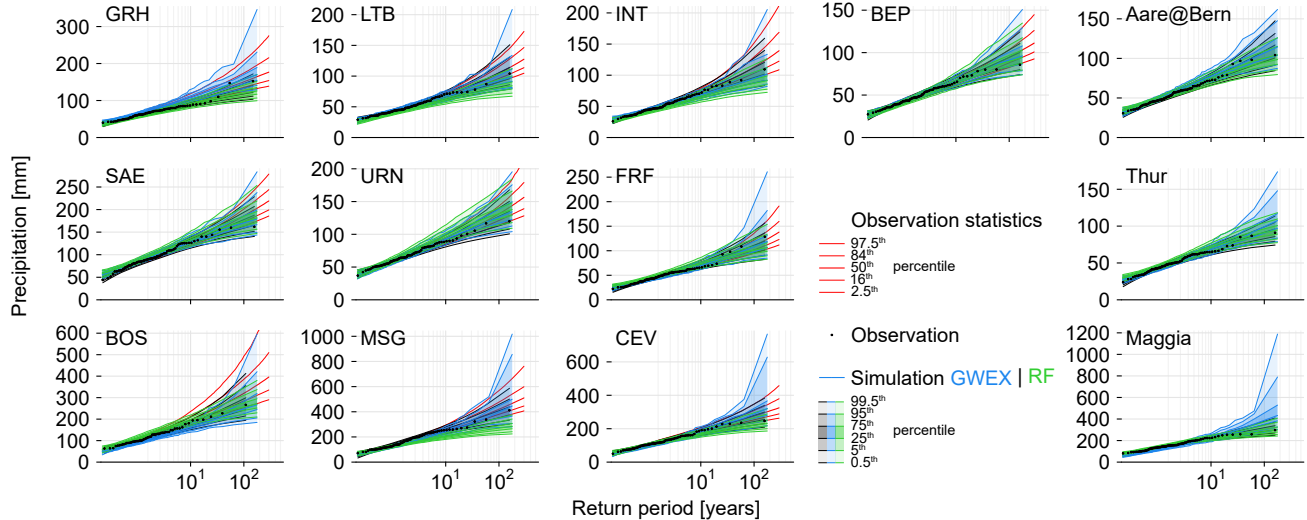 GRH
LTB
INT
BEP
Aare@Bern
300
200
100
0
200
150
100
50
0
200
150
100
50
0
150
100
50
0
150
100
50
0
10¹ 10²
SAE
URN
FRF
Thur
250
200
150
100
50
0
200
150
100
50
0
250
200
150
100
50
0
150
100
50
0
Precipitation [mm]
Observation statistics
97.5th
84th
50th
16th
2.5th
percentile
BOS
MSG
CEV
Maggia
600
500
400
300
200
100
0
1000
800
600
400
200
0
600
400
200
0
1200
1000
800
600
400
200
0
Observation
Simulation GWEX | RF
99.5th
95th
75th
25th
5th
0.5th
percentile
10¹ 10²
10¹ 10²
10¹ 10²
10¹ 10²
Return period [years]